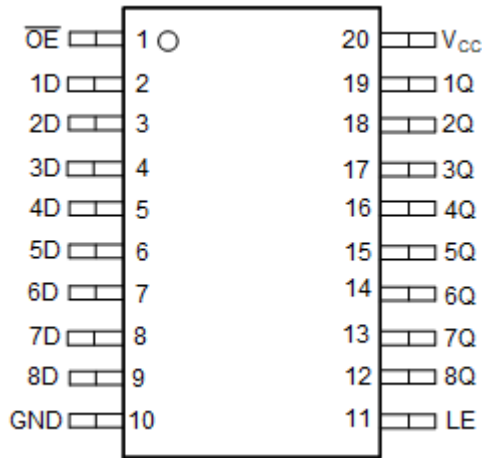 O̅E̅ 1 20 VCC
1D 2 19 1Q
2D 3 18 2Q
3D 4 17 3Q
4D 5 16 4Q
5D 6 15 5Q
6D 7 14 6Q
7D 8 13 7Q
8D 9 12 8Q
GND 10 11 LE